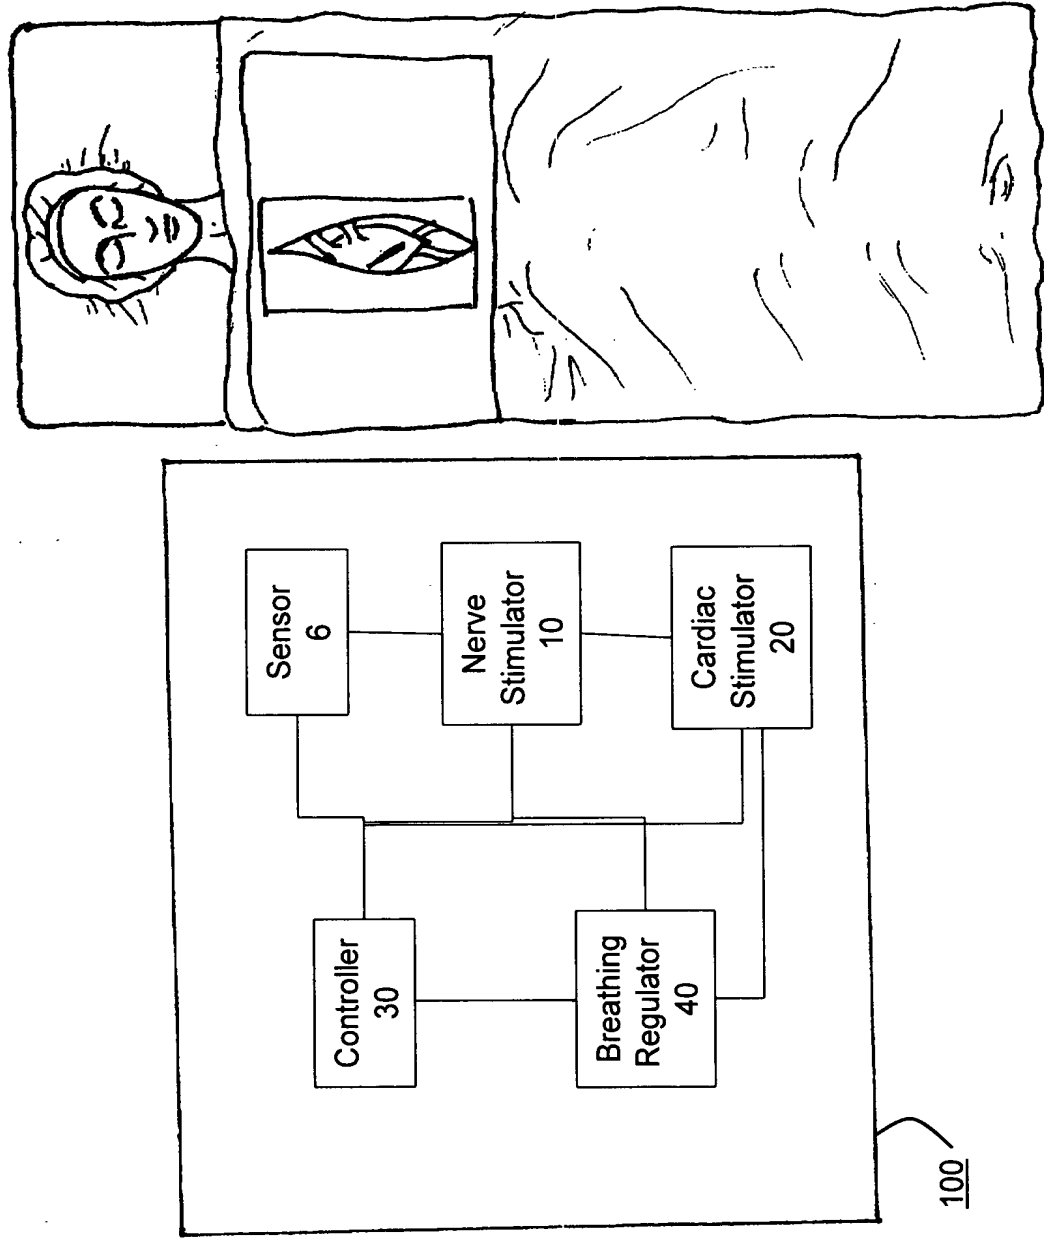 Controller
30
Breathing
Regulator
40
Sensor
6
Nerve
Stimulator
10
Cardiac
Stimulator
20
100